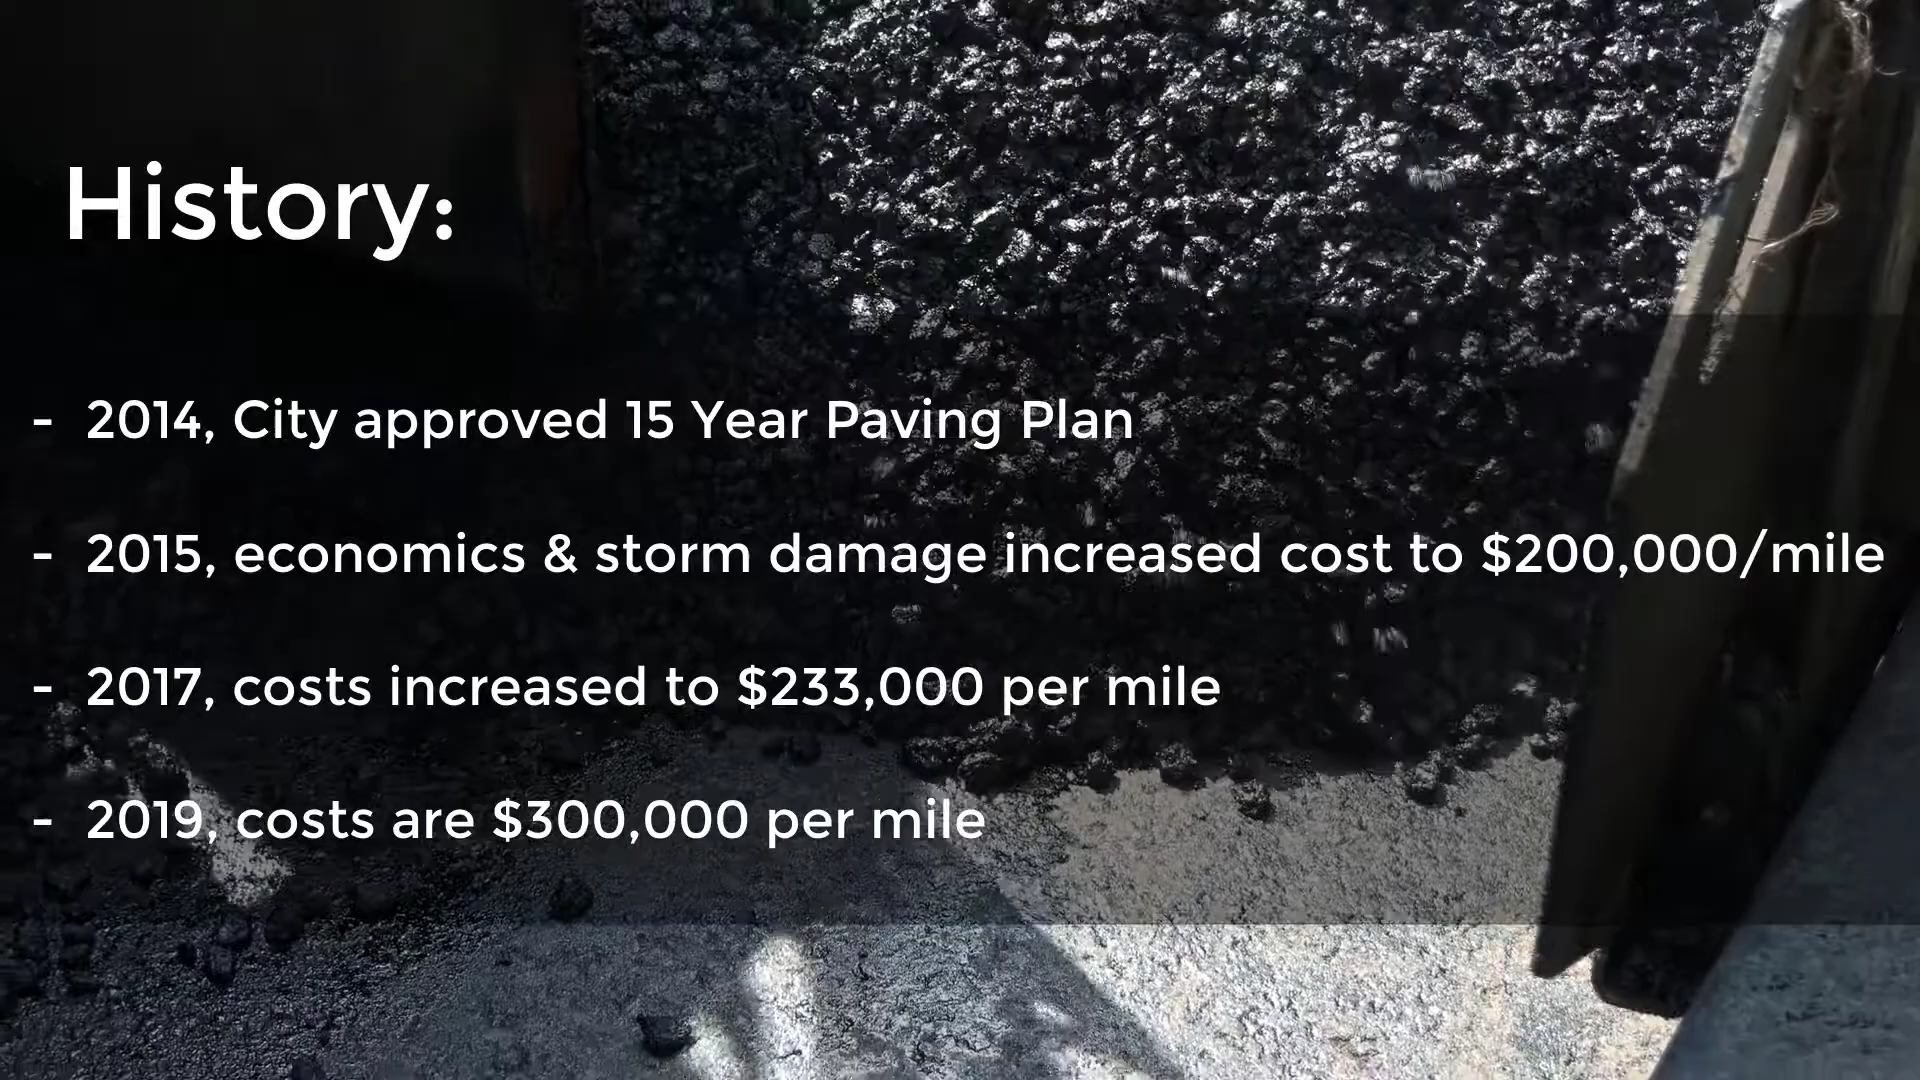 History:
- 2014, City approved 15 Year Paving Plan
- 2015, economics & storm damage increased cost to $200,000/mile
- 2017, costs increased to $233,000 per mile
- 2019, costs are $300,000 per mile